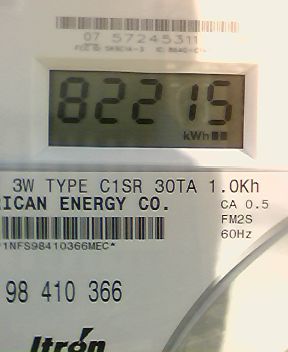 07 57245311
82215
kWh
3W TYPE C1SR 30TA 1.0Kh
RICAN ENERGY CO.
CA 0.5
FM2S
60Hz
1NFS98410366MEC*
98 410 366
Itron